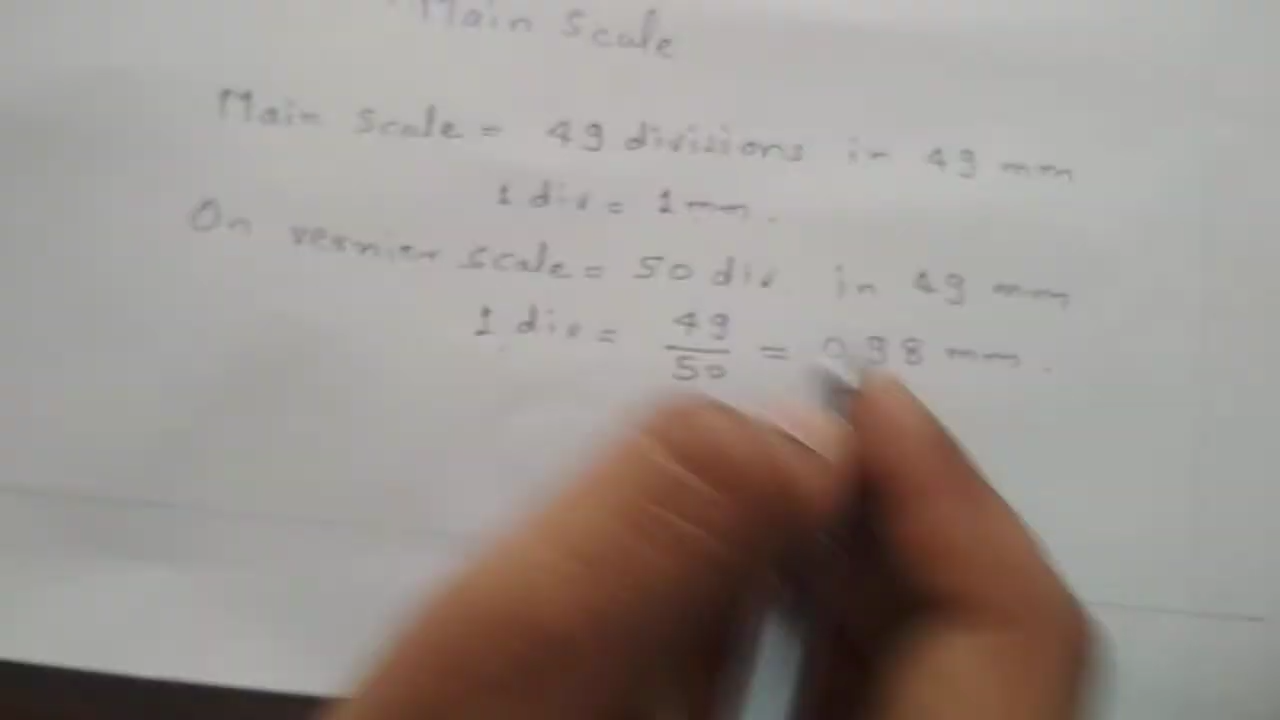 Main Scale
Main Scale = 49 divisions in 49 mm
1 div = 1 mm.
On vernier scale = 50 div. in 49 mm
1 div = 49/50 = 0.98 mm.